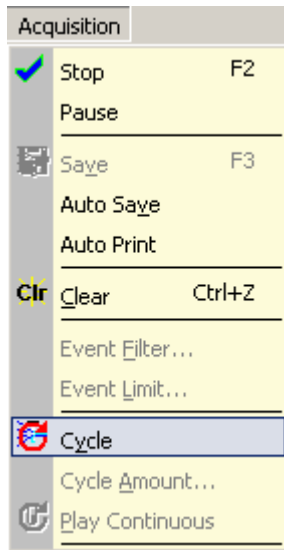 Acquisition
Stop F2
Pause
Save F3
Auto Save
Auto Print
Clr Clear Ctrl+Z
Event Filter...
Event Limit...
Cycle
Cycle Amount...
Play Continuous